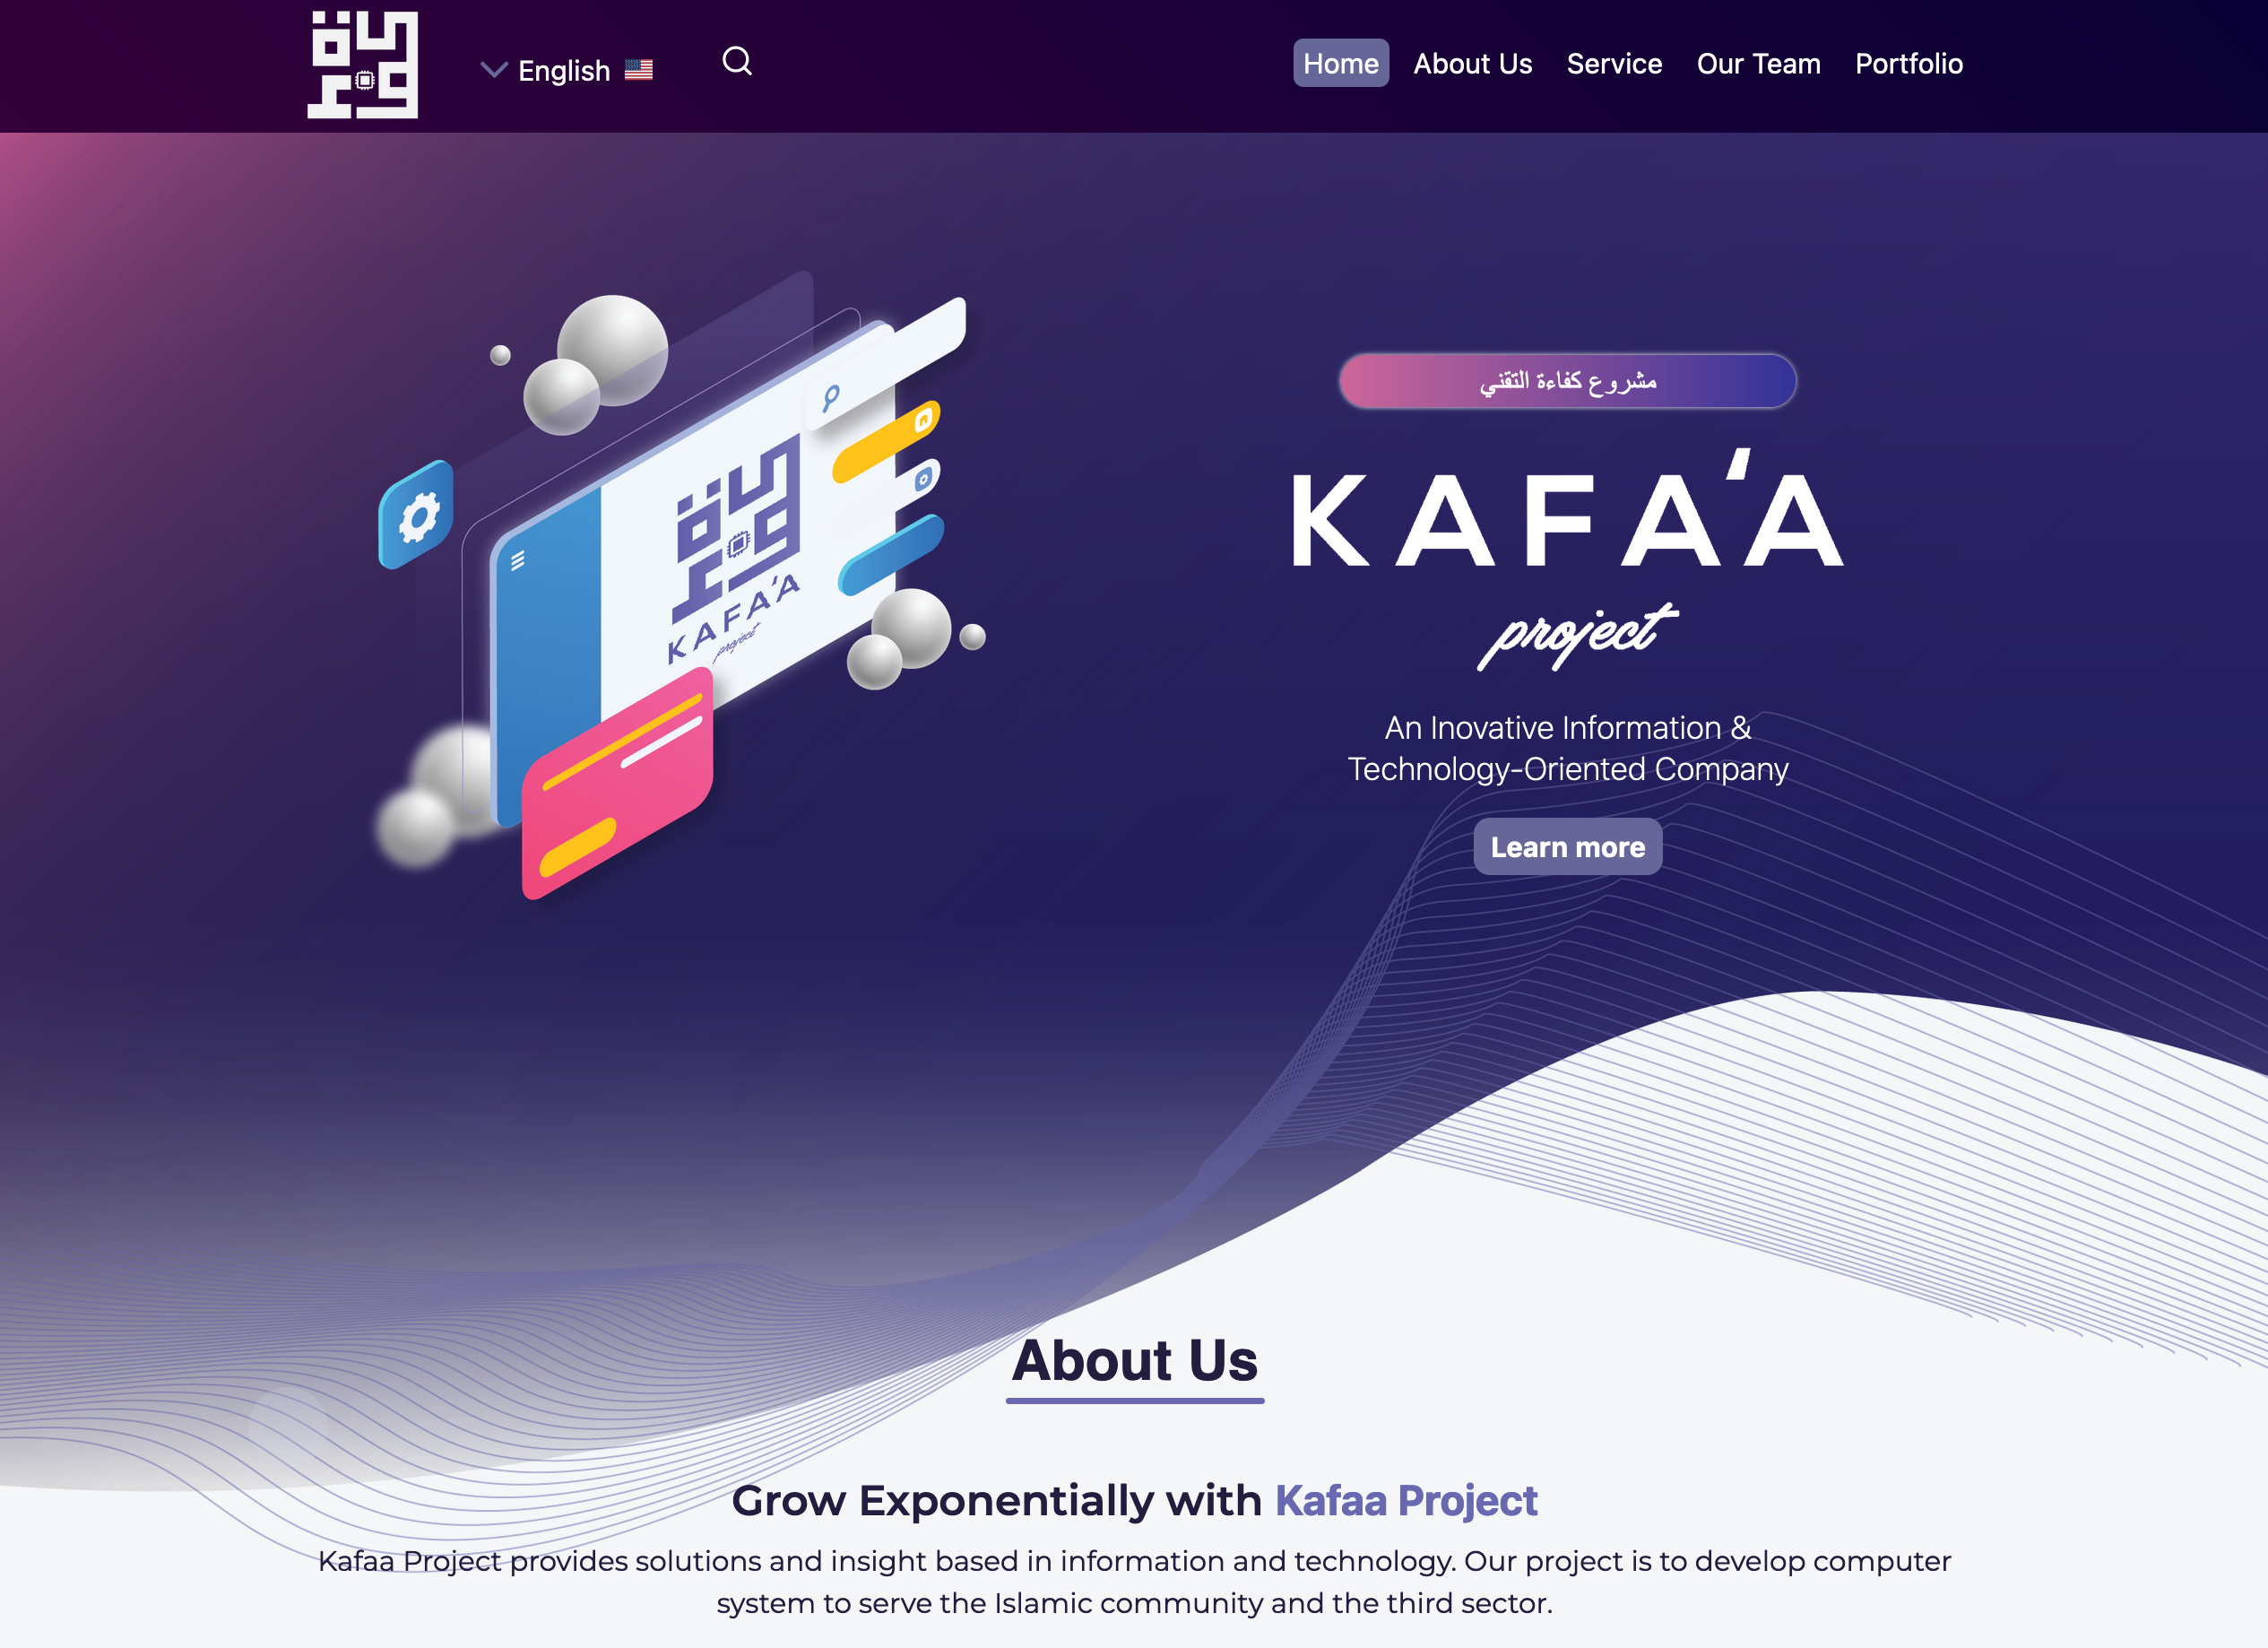 English
Home
About Us
Service
Our Team
Portfolio
كفاءة
KAFA'A
project
مشروع كفاءة التقني
KAFA'A
project
An Inovative Information &
Technology-Oriented Company
Learn more
About Us
Grow Exponentially with Kafaa Project
Kafaa Project provides solutions and insight based in information and technology. Our project is to develop computer
system to serve the Islamic community and the third sector.